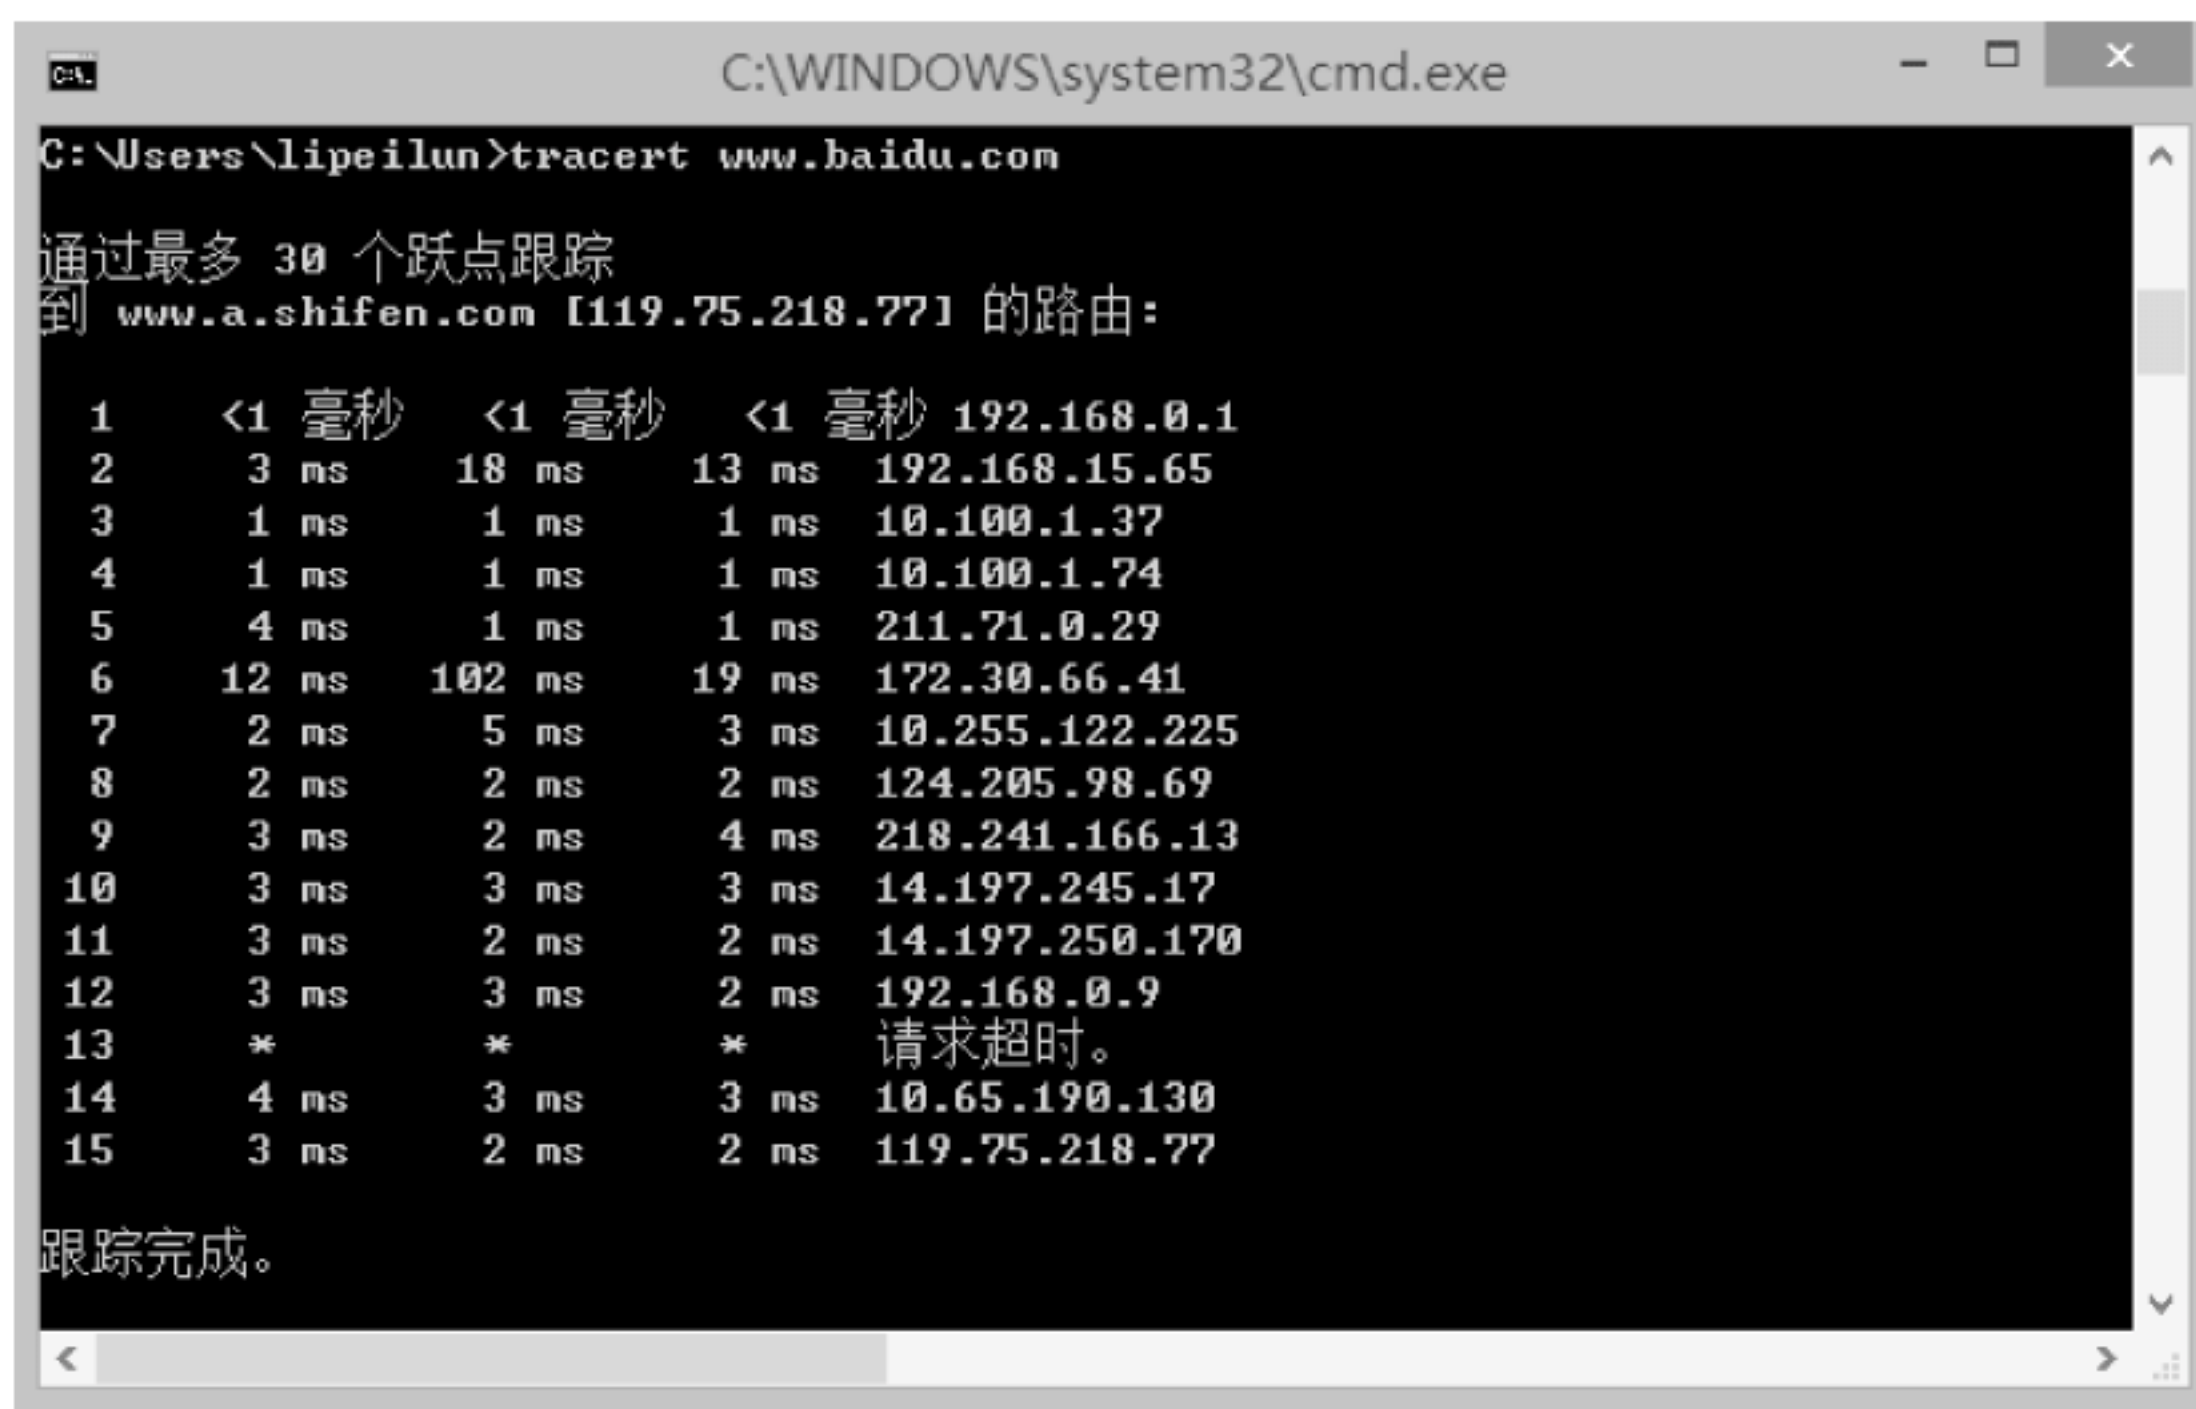 C:\WINDOWS\system32\cmd.exe
C:\Users\lipeilun>tracert www.baidu.com
通过最多 30 个跃点跟踪
到 www.a.shifen.com [119.75.218.77] 的路由:
1 <1 毫秒 <1 毫秒 <1 毫秒 192.168.0.1
2 3 ms 18 ms 13 ms 192.168.15.65
3 1 ms 1 ms 1 ms 10.100.1.37
4 1 ms 1 ms 1 ms 10.100.1.74
5 4 ms 1 ms 1 ms 211.71.0.29
6 12 ms 102 ms 19 ms 172.30.66.41
7 2 ms 5 ms 3 ms 10.255.122.225
8 2 ms 2 ms 2 ms 124.205.98.69
9 3 ms 2 ms 4 ms 218.241.166.13
10 3 ms 3 ms 3 ms 14.197.245.17
11 3 ms 2 ms 2 ms 14.197.250.170
12 3 ms 3 ms 2 ms 192.168.0.9
13 * * * 请求超时。
14 4 ms 3 ms 3 ms 10.65.190.130
15 3 ms 2 ms 2 ms 119.75.218.77
跟踪完成。